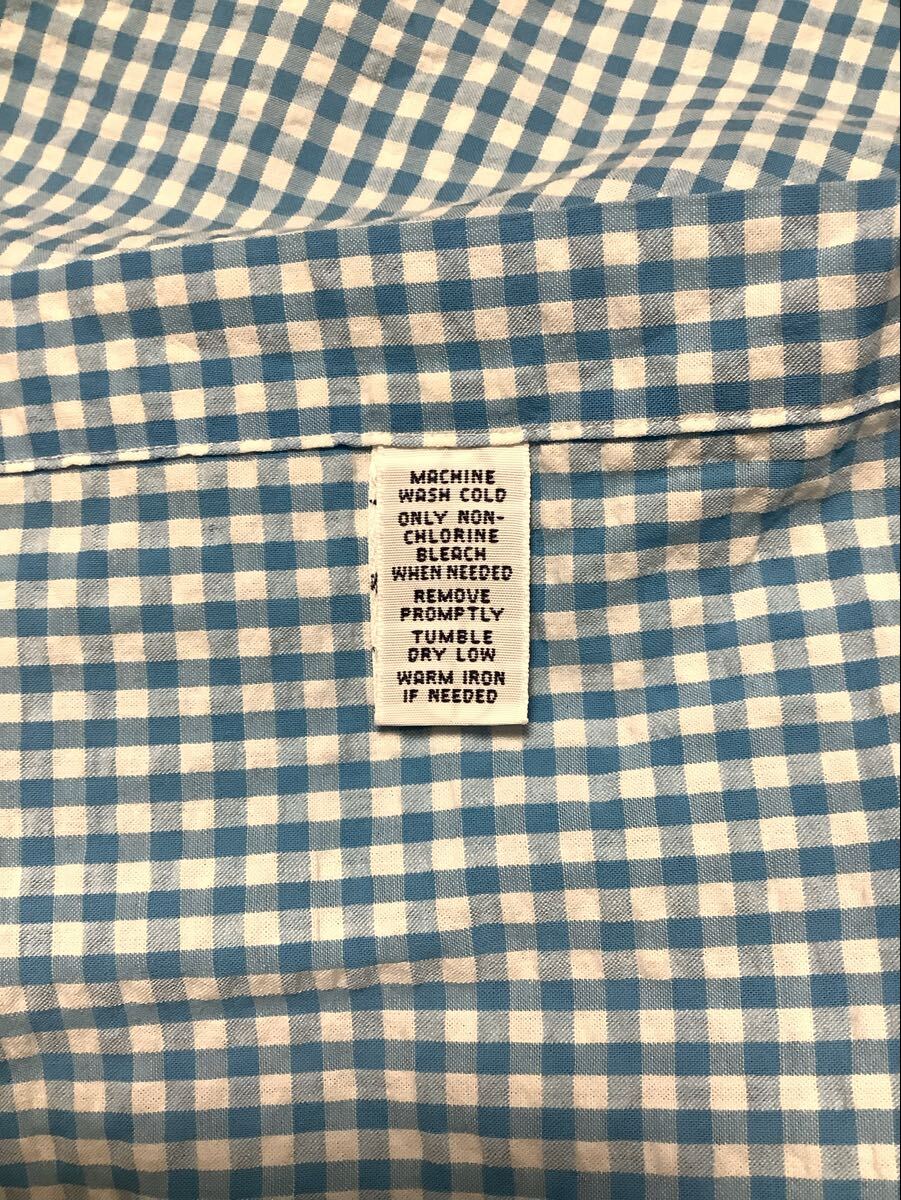 MACHINE
WASH COLD
ONLY NON-
CHLORINE
BLEACH
WHEN NEEDED
REMOVE
PROMPTLY
TUMBLE
DRY LOW
WARM IRON
IF NEEDED